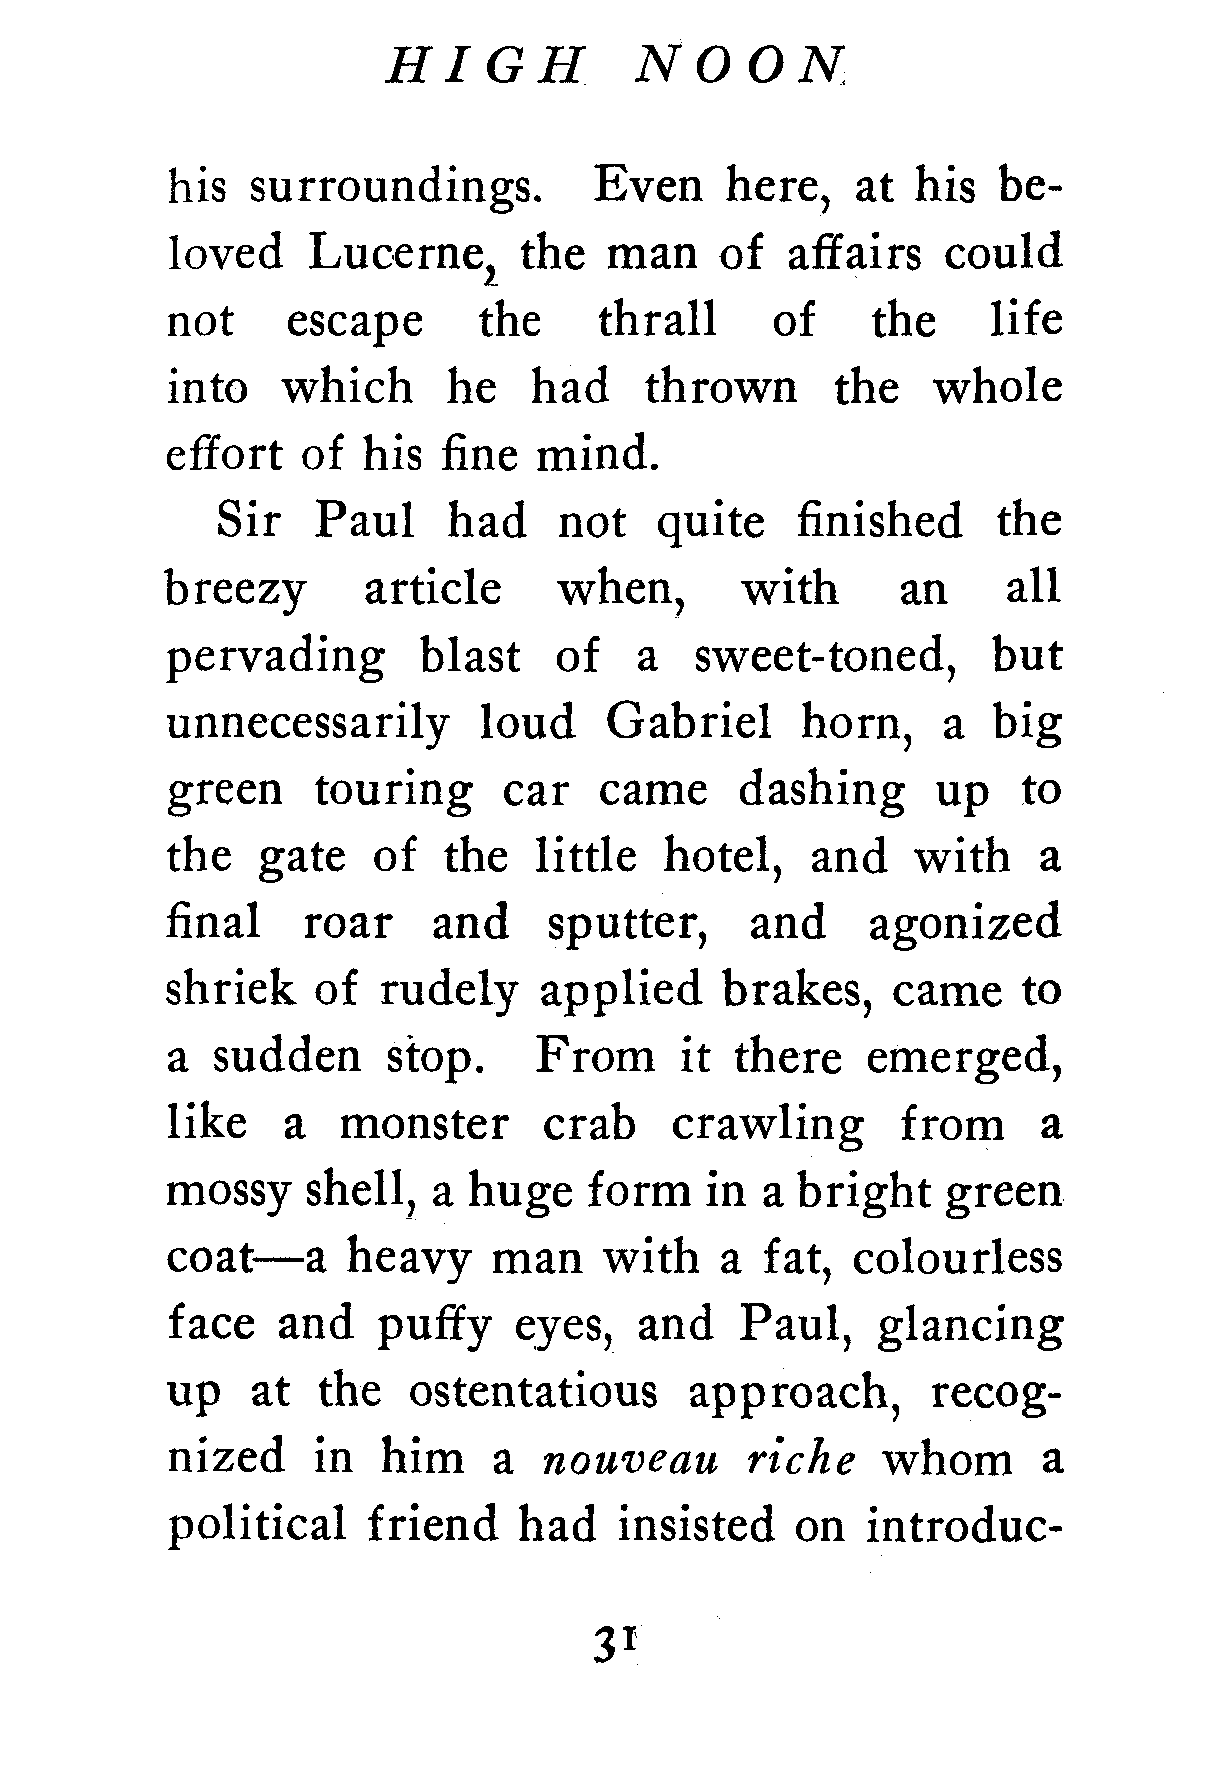 HIGH NOON
his surroundings. Even here, at his be-
loved Lucerne, the man of affairs could
not escape the thrall of the life
into which he had thrown the whole
effort of his fine mind.
Sir Paul had not quite finished the
breezy article when, with an all
pervading blast of a sweet-toned, but
unnecessarily loud Gabriel horn, a big
green touring car came dashing up to
the gate of the little hotel, and with a
final roar and sputter, and agonized
shriek of rudely applied brakes, came to
a sudden stop. From it there emerged,
like a monster crab crawling from a
mossy shell, a huge form in a bright green
coat—a heavy man with a fat, colourless
face and puffy eyes, and Paul, glancing
up at the ostentatious approach, recog-
nized in him a nouveau riche whom a
political friend had insisted on introduc-
31